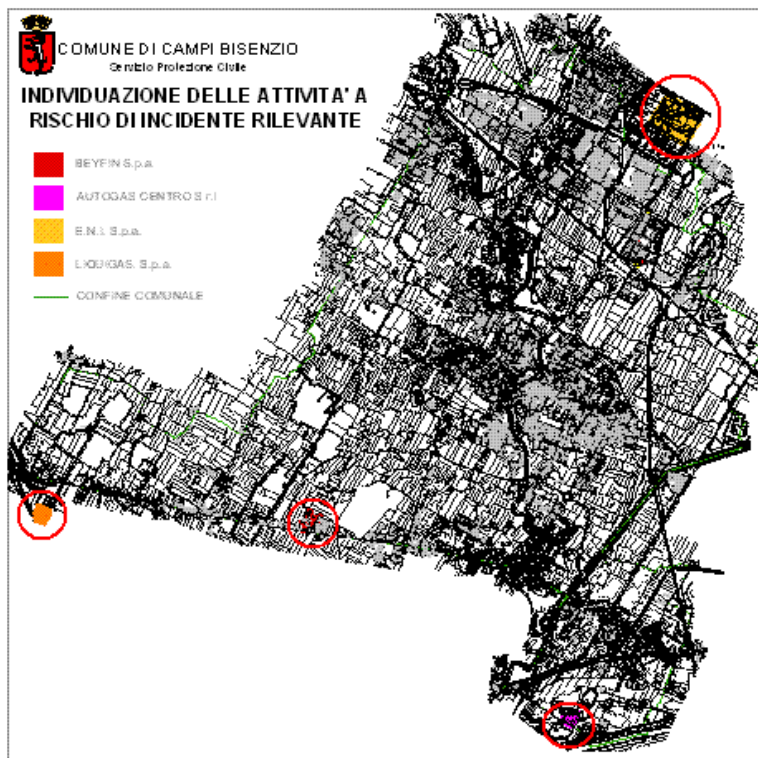 COMUNE DI CAMPI BISENZIO
Servizio Protezione Civile
INDIVIDUAZIONE DELLE ATTIVITA' A
RISCHIO DI INCIDENTE RILEVANTE
BEYFIN S.p.a.
AUTOGAS CENTRO S r.l
E.N.I. S.p.a.
LIQUIGAS. S.p.a.
CONFINE COMUNALE